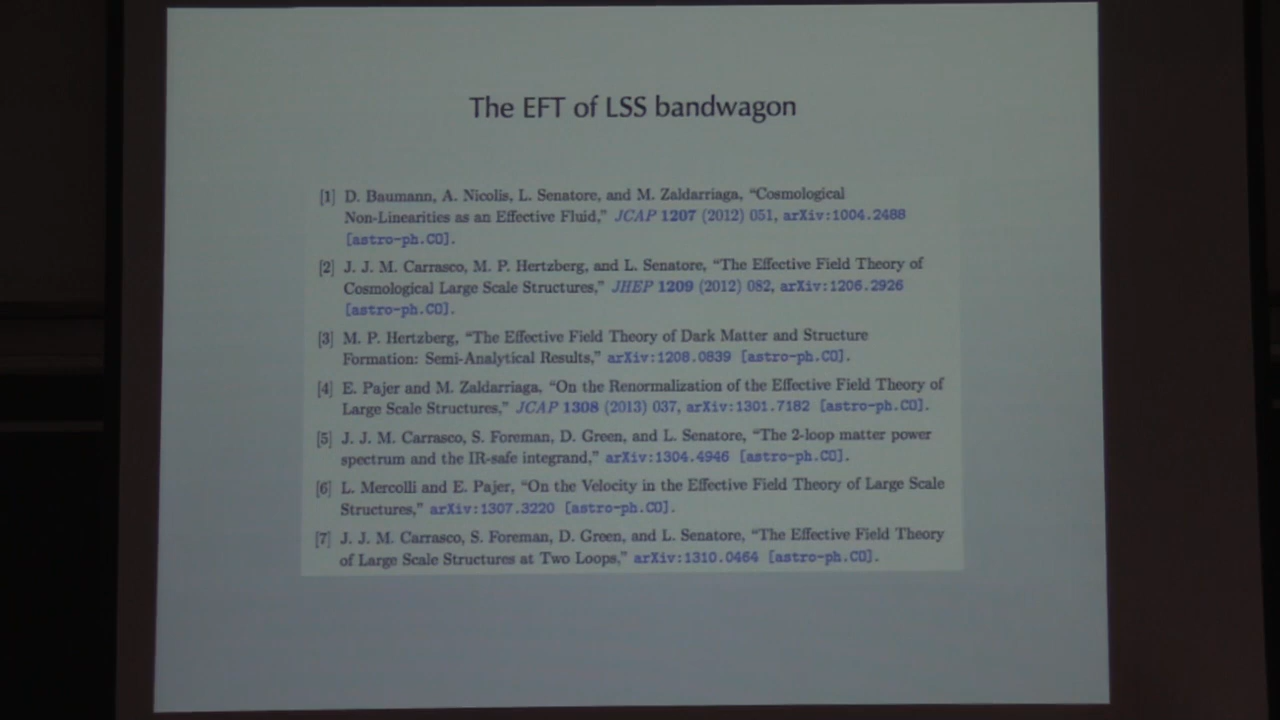 The EFT of LSS bandwagon
[1] D. Baumann, A. Nicolis, L. Senatore, and M. Zaldarriaga, “Cosmological
Non-Linearities as an Effective Fluid,” JCAP 1207 (2012) 051, arXiv:1004.2488
[astro-ph.CO].
[2] J. J. M. Carrasco, M. P. Hertzberg, and L. Senatore, “The Effective Field Theory of
Cosmological Large Scale Structures,” JHEP 1209 (2012) 082, arXiv:1206.2926
[astro-ph.CO].
[3] M. P. Hertzberg, “The Effective Field Theory of Dark Matter and Structure
Formation: Semi-Analytical Results,” arXiv:1208.0839 [astro-ph.CO].
[4] E. Pajer and M. Zaldarriaga, “On the Renormalization of the Effective Field Theory of
Large Scale Structures,” JCAP 1308 (2013) 037, arXiv:1301.7182 [astro-ph.CO].
[5] J. J. M. Carrasco, S. Foreman, D. Green, and L. Senatore, “The 2-loop matter power
spectrum and the IR-safe integrand,” arXiv:1304.4946 [astro-ph.CO].
[6] L. Mercolli and E. Pajer, “On the Velocity in the Effective Field Theory of Large Scale
Structures,” arXiv:1307.3220 [astro-ph.CO].
[7] J. J. M. Carrasco, S. Foreman, D. Green, and L. Senatore, “The Effective Field Theory
of Large Scale Structures at Two Loops,” arXiv:1310.0464 [astro-ph.CO].